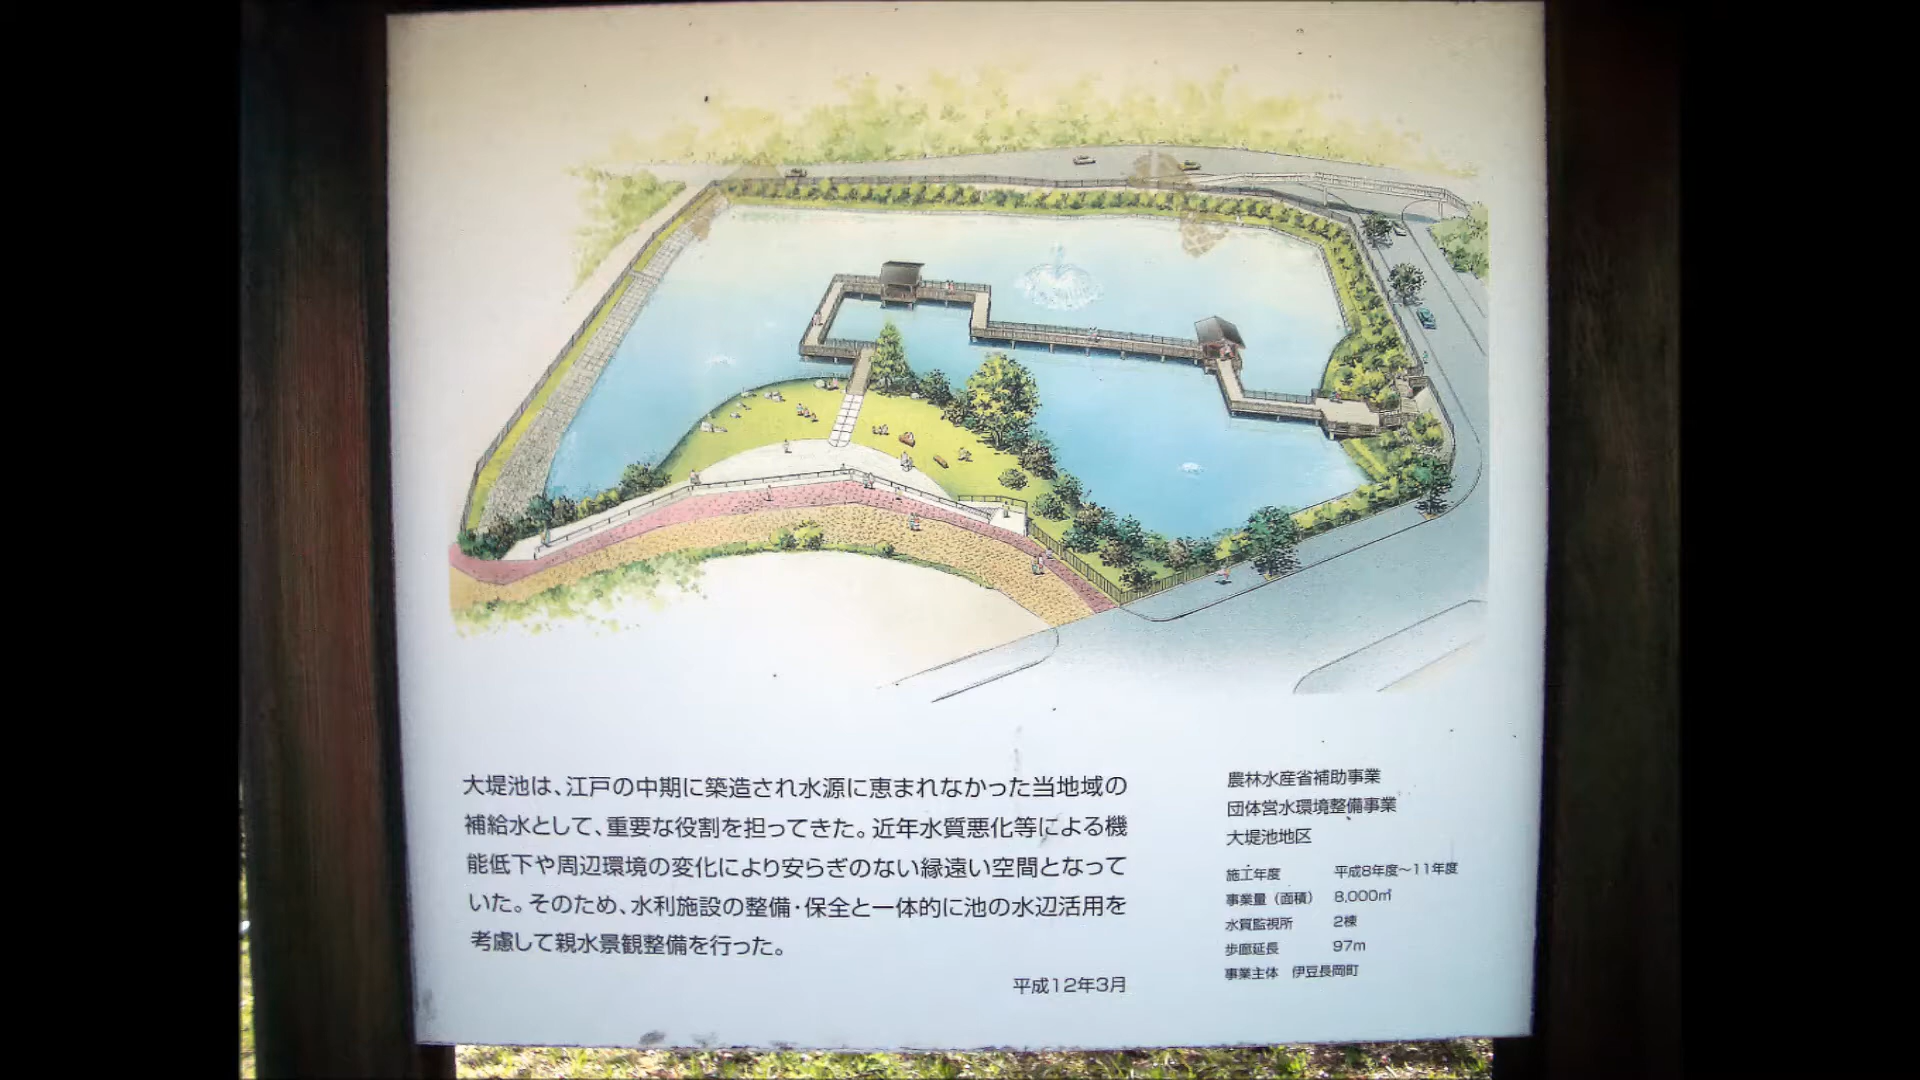 大堤池は、江戸の中期に築造され水源に恵まれなかった当地域の
補給水として、重要な役割を担ってきた。近年水質悪化等による機
能低下や周辺環境の変化により安らぎのない縁遠い空間となって
いた。そのため、水利施設の整備・保全と一体的に池の水辺活用を
考慮して親水景観整備を行った。
平成12年3月
農林水産省補助事業
団体営水環境整備事業
大堤池地区
施工年度 平成8年度～11年度
事業量（面積） 8,000㎡
水質監視所 2棟
歩廊延長 97m
事業主体 伊豆長岡町